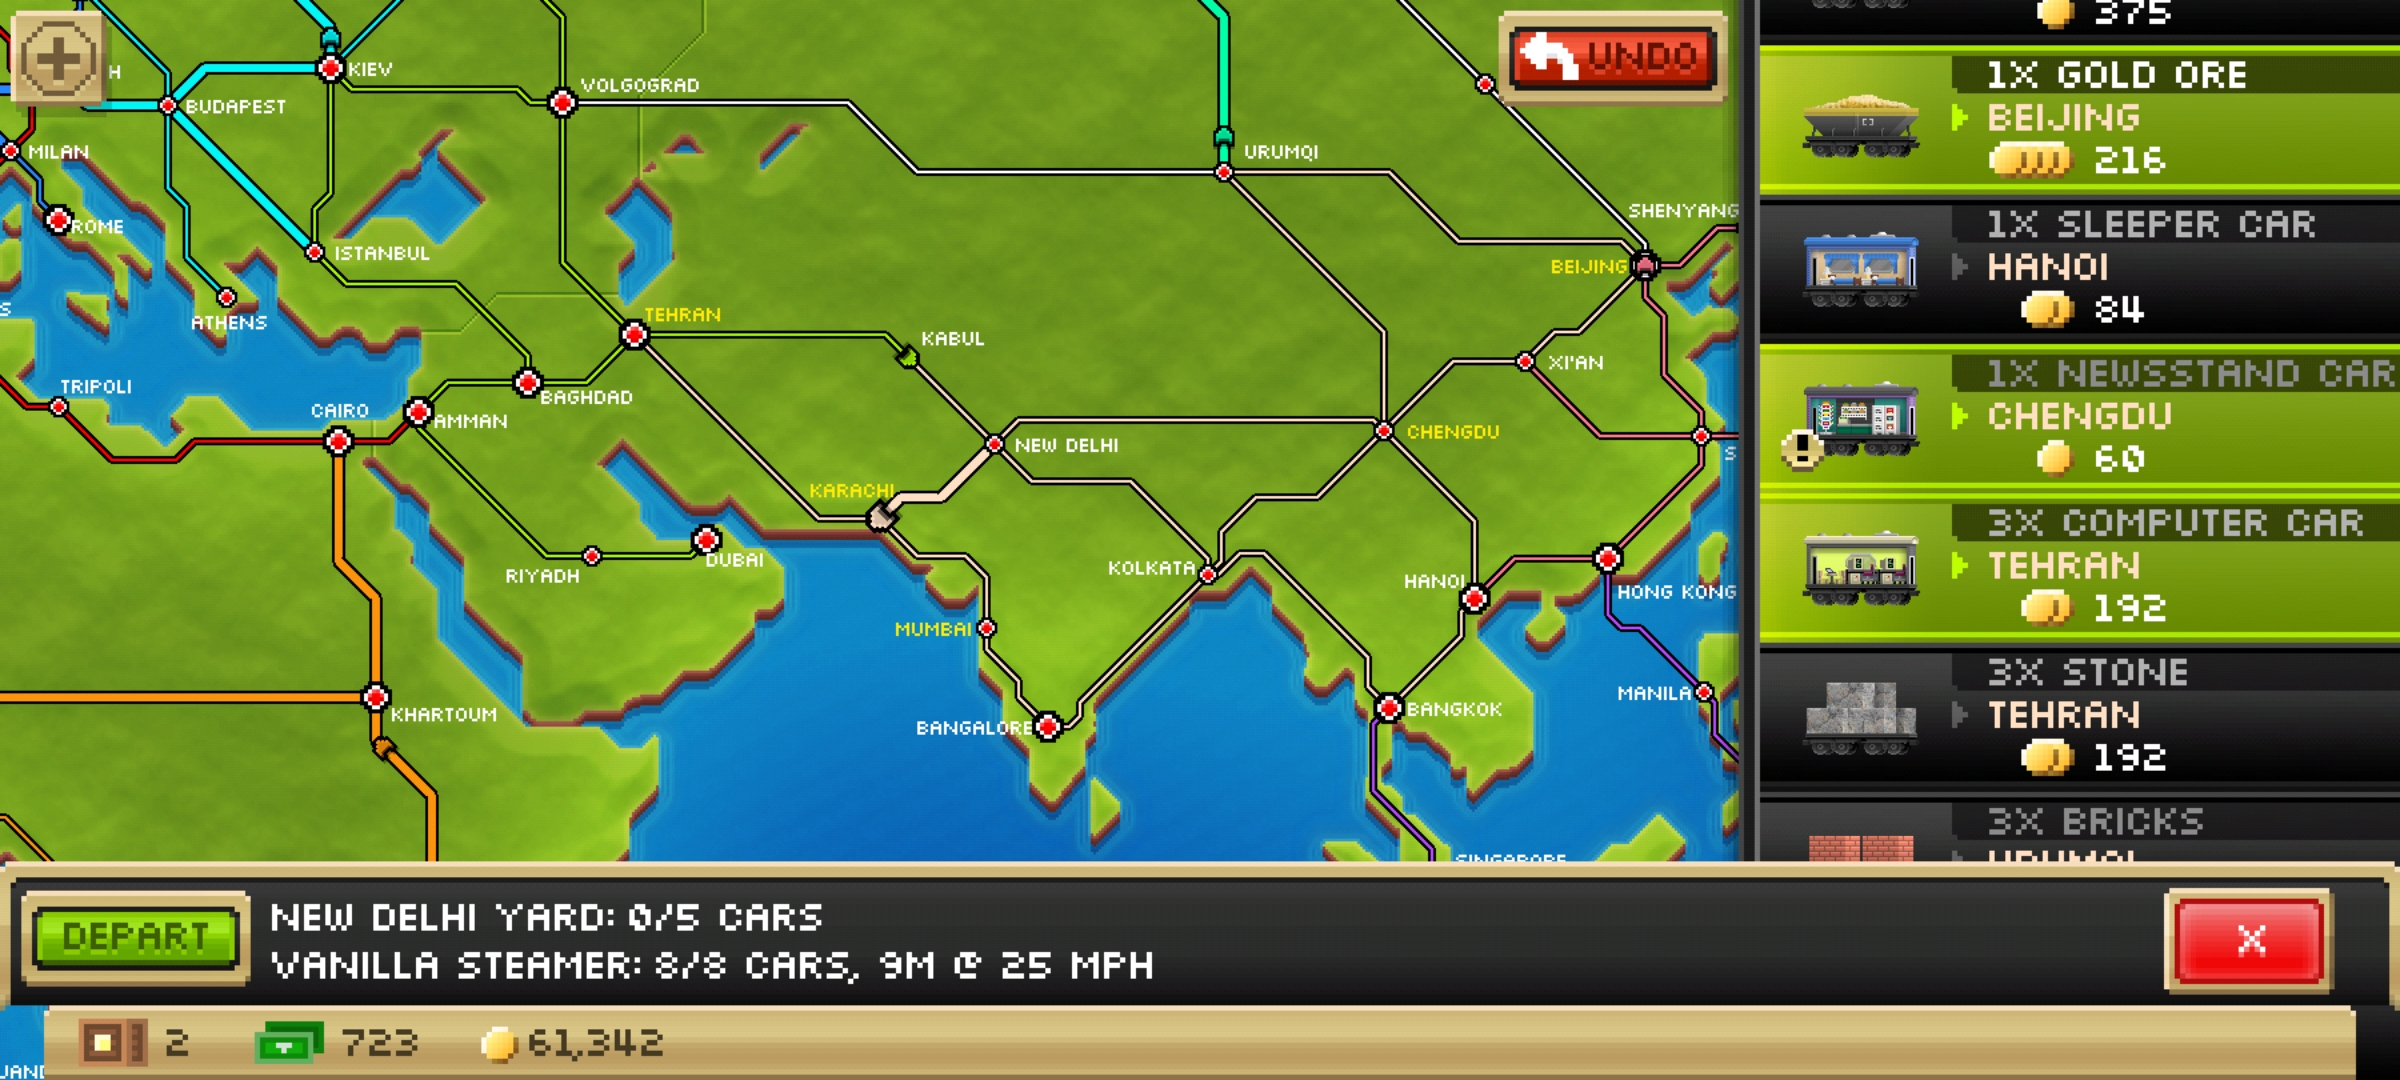 375
UNDO
H
KIEV
VOLGOGRAD
1X GOLD ORE
BEIJING
216
BUDAPEST
MILAN
URUMQI
SHENYANG
1X SLEEPER CAR
HANOI
84
ROME
ISTANBUL
BEIJING
S
ATHENS
TEHRAN
KABUL
XI'AN
1X NEWSSTAND CAR
CHENGDU
60
TRIPOLI
CAIRO
BAGHDAD
AMMAN
NEW DELHI
CHENGDU
S
KARACHI
3X COMPUTER CAR
TEHRAN
192
DUBAI
RIYADH
KOLKATA
HANOI
HONG KONG
MUMBAI
3X STONE
TEHRAN
192
MANILA
KHARTOUM
BANGALORE
BANGKOK
3X BRICKS
URUMQI
SINGAPORE
DEPART
NEW DELHI YARD: 0/5 CARS
VANILLA STEAMER: 8/8 CARS, 9M @ 25 MPH
X
2
723
61,342